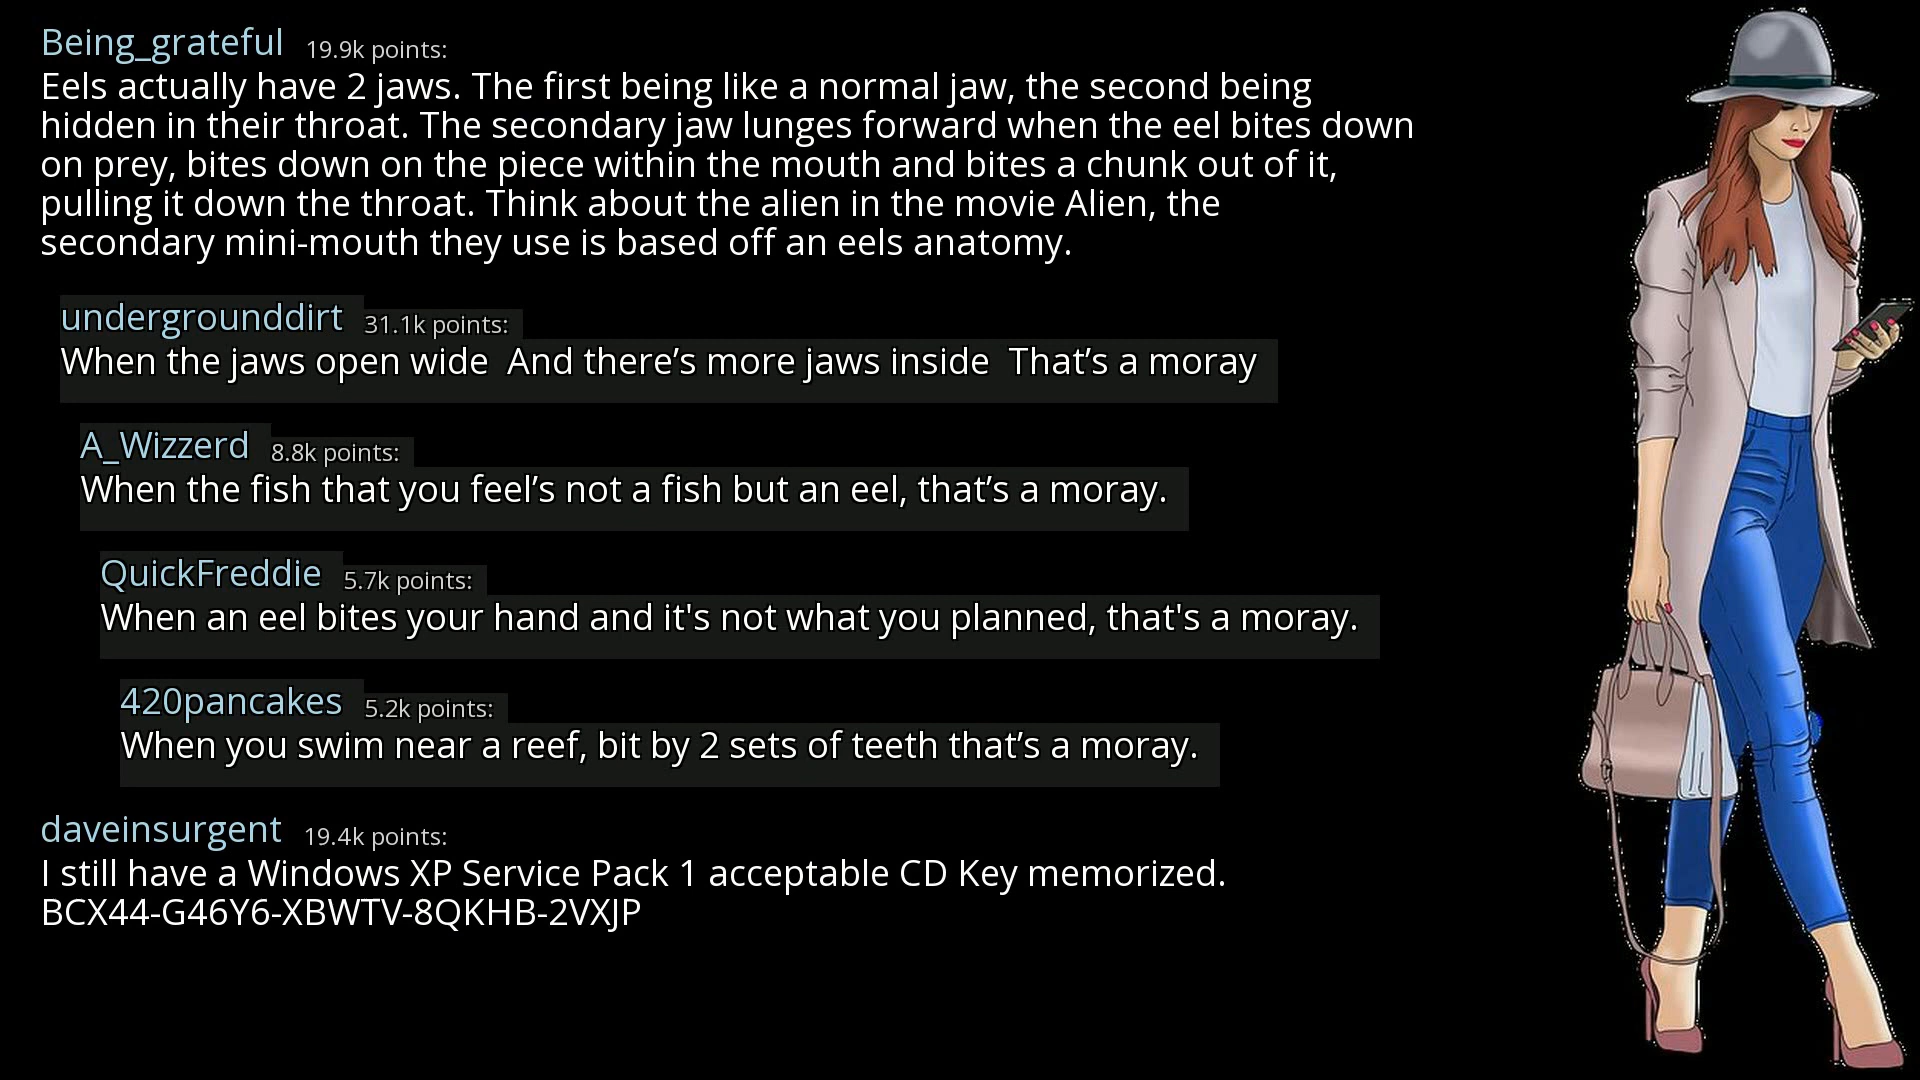 Being_grateful 19.9k points:
Eels actually have 2 jaws. The first being like a normal jaw, the second being
hidden in their throat. The secondary jaw lunges forward when the eel bites down
on prey, bites down on the piece within the mouth and bites a chunk out of it,
pulling it down the throat. Think about the alien in the movie Alien, the
secondary mini-mouth they use is based off an eels anatomy.
undergrounddirt 31.1k points:
When the jaws open wide  And there’s more jaws inside  That’s a moray
A_Wizzerd 8.8k points:
When the fish that you feel’s not a fish but an eel, that’s a moray.
QuickFreddie 5.7k points:
When an eel bites your hand and it's not what you planned, that's a moray.
420pancakes 5.2k points:
When you swim near a reef, bit by 2 sets of teeth that’s a moray.
daveinsurgent 19.4k points:
I still have a Windows XP Service Pack 1 acceptable CD Key memorized.
BCX44-G46Y6-XBWTV-8QKHB-2VXJP